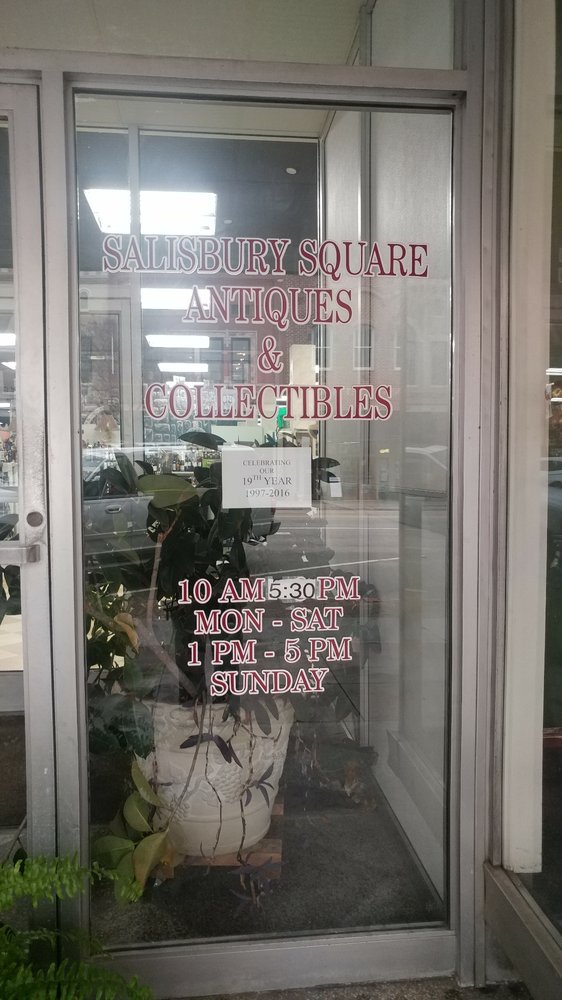 SALISBURY SQUARE
ANTIQUES
&
COLLECTIBLES
CELEBRATING
OUR
19TH YEAR
1997-2016
10 AM 5:30 PM
MON - SAT
1 PM - 5 PM
SUNDAY